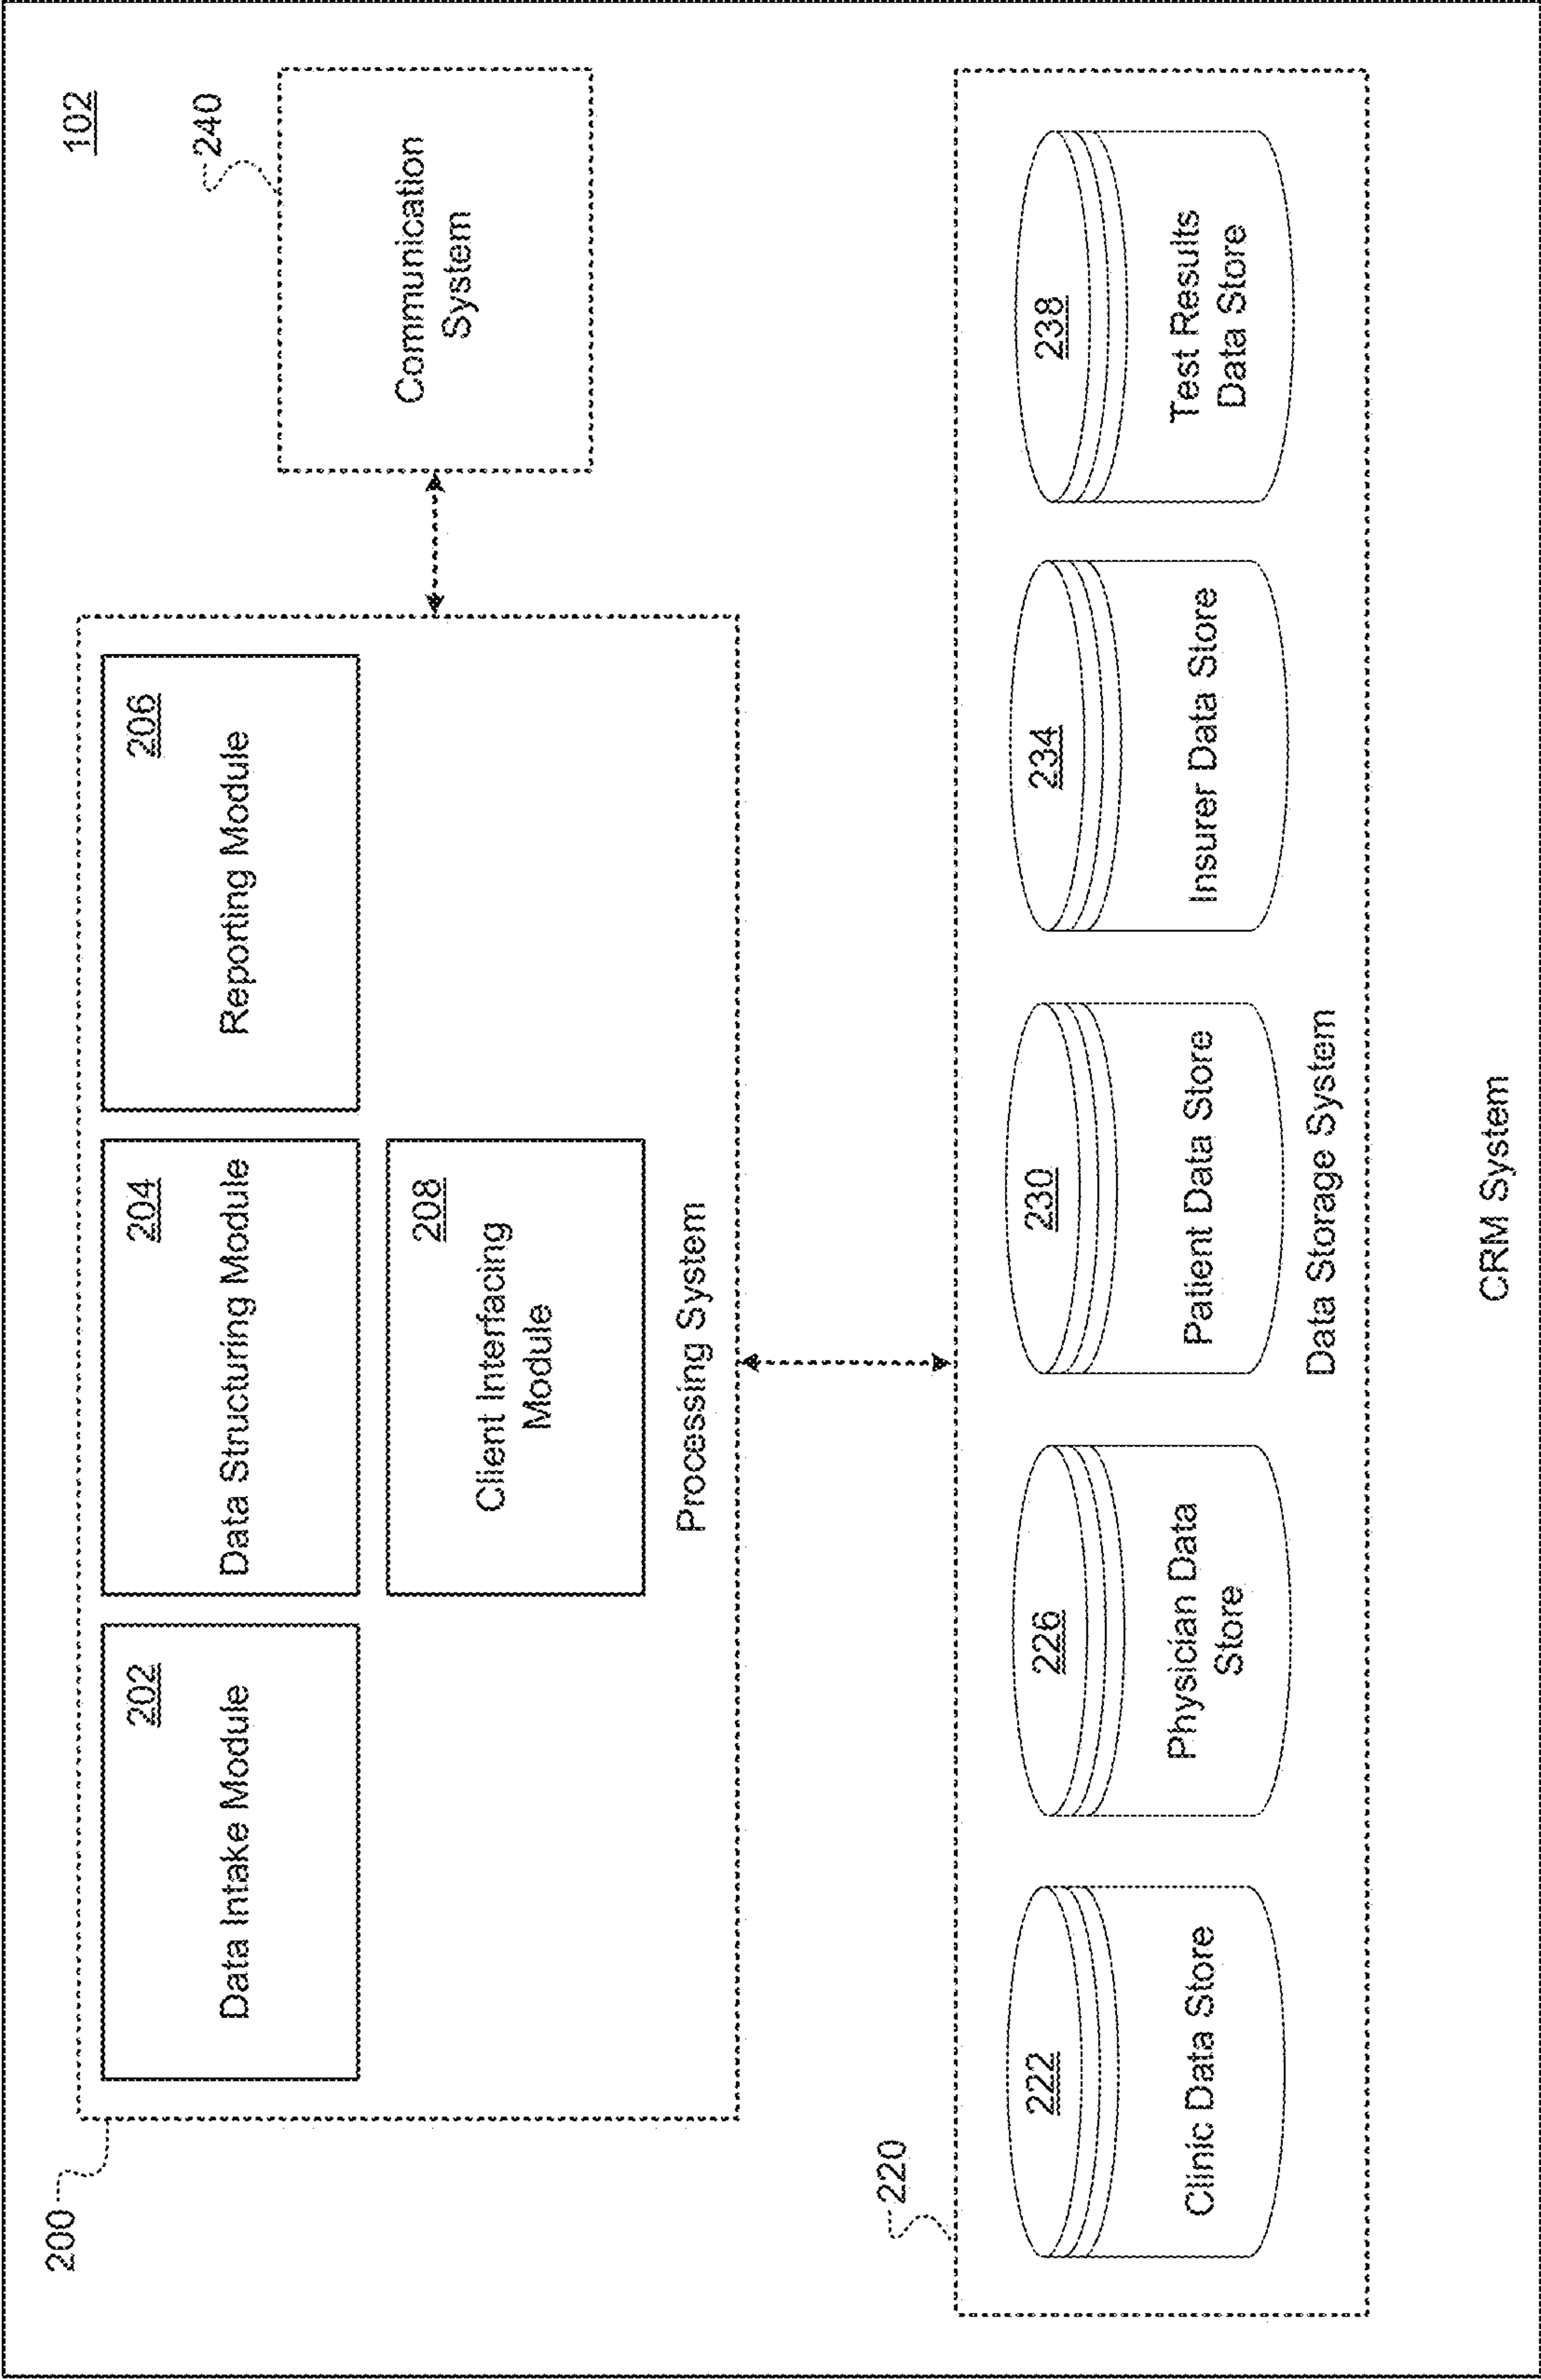 102
200
240
202
Data Intake Module
204
Data Structuring Module
206
Reporting Module
208
Client Interfacing
Module
Processing System
Communication
System
220
222
Clinic Data Store
226
Physician Data
Store
230
Patient Data Store
234
Insurer Data Store
238
Test Results
Data Store
Data Storage System
CRM System